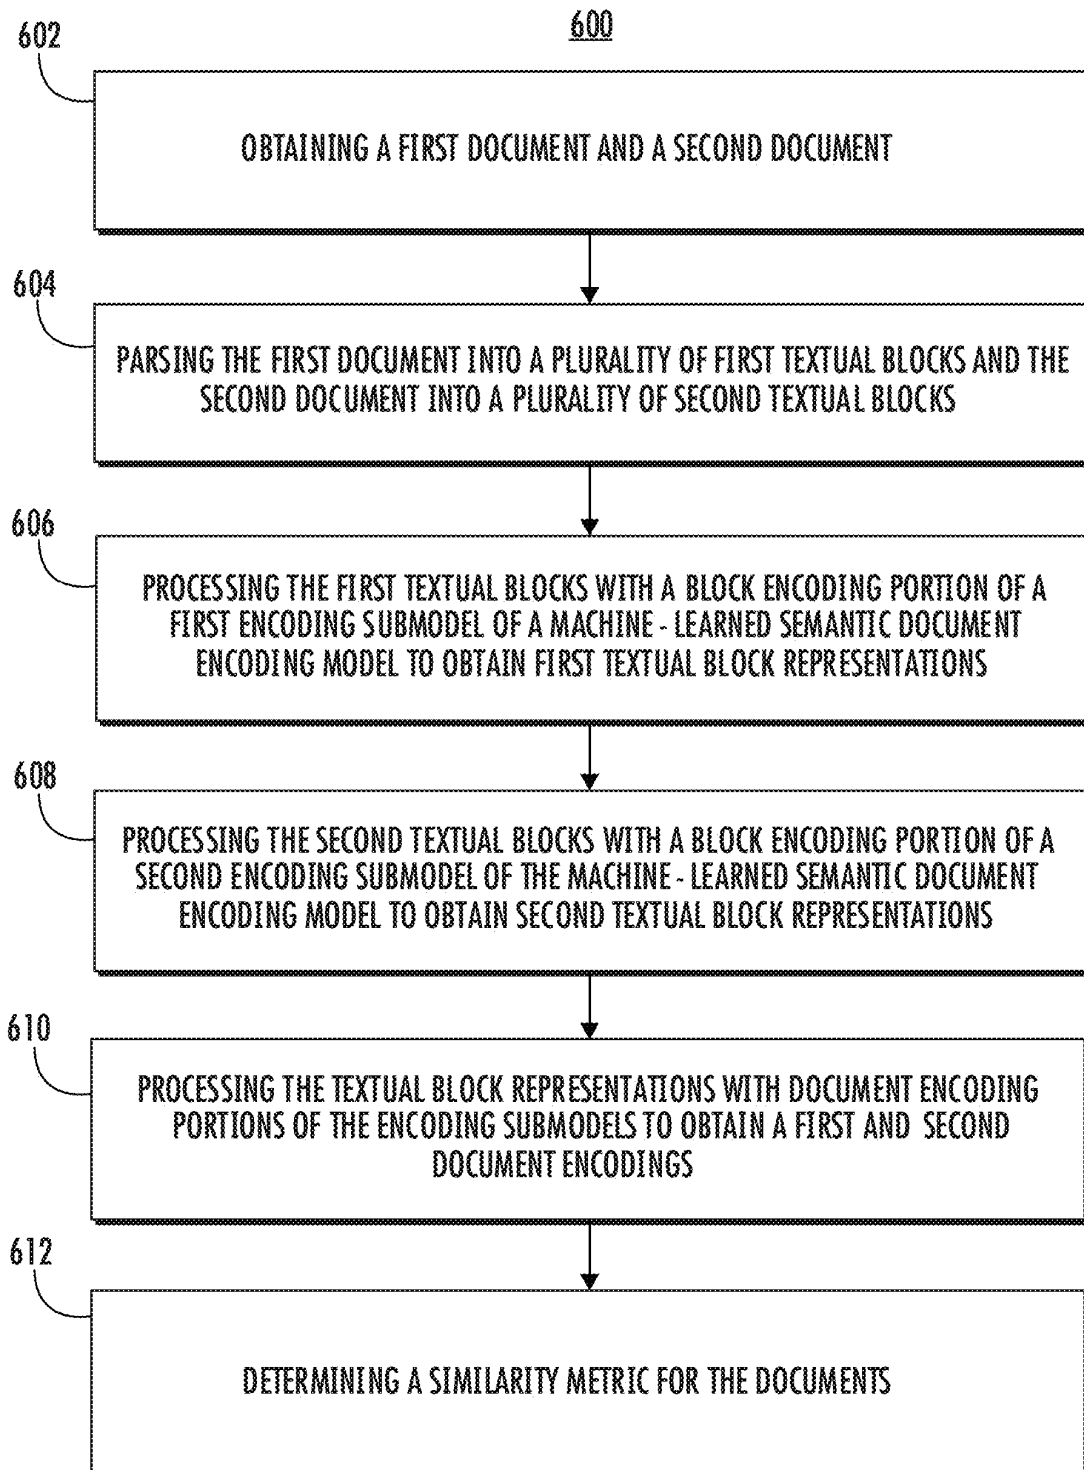 600
602
OBTAINING A FIRST DOCUMENT AND A SECOND DOCUMENT
604
PARSING THE FIRST DOCUMENT INTO A PLURALITY OF FIRST TEXTUAL BLOCKS AND THE
SECOND DOCUMENT INTO A PLURALITY OF SECOND TEXTUAL BLOCKS
606
PROCESSING THE FIRST TEXTUAL BLOCKS WITH A BLOCK ENCODING PORTION OF A
FIRST ENCODING SUBMODEL OF A MACHINE - LEARNED SEMANTIC DOCUMENT
ENCODING MODEL TO OBTAIN FIRST TEXTUAL BLOCK REPRESENTATIONS
608
PROCESSING THE SECOND TEXTUAL BLOCKS WITH A BLOCK ENCODING PORTION OF A
SECOND ENCODING SUBMODEL OF THE MACHINE - LEARNED SEMANTIC DOCUMENT
ENCODING MODEL TO OBTAIN SECOND TEXTUAL BLOCK REPRESENTATIONS
610
PROCESSING THE TEXTUAL BLOCK REPRESENTATIONS WITH DOCUMENT ENCODING
PORTIONS OF THE ENCODING SUBMODELS TO OBTAIN A FIRST AND SECOND
DOCUMENT ENCODINGS
612
DETERMINING A SIMILARITY METRIC FOR THE DOCUMENTS